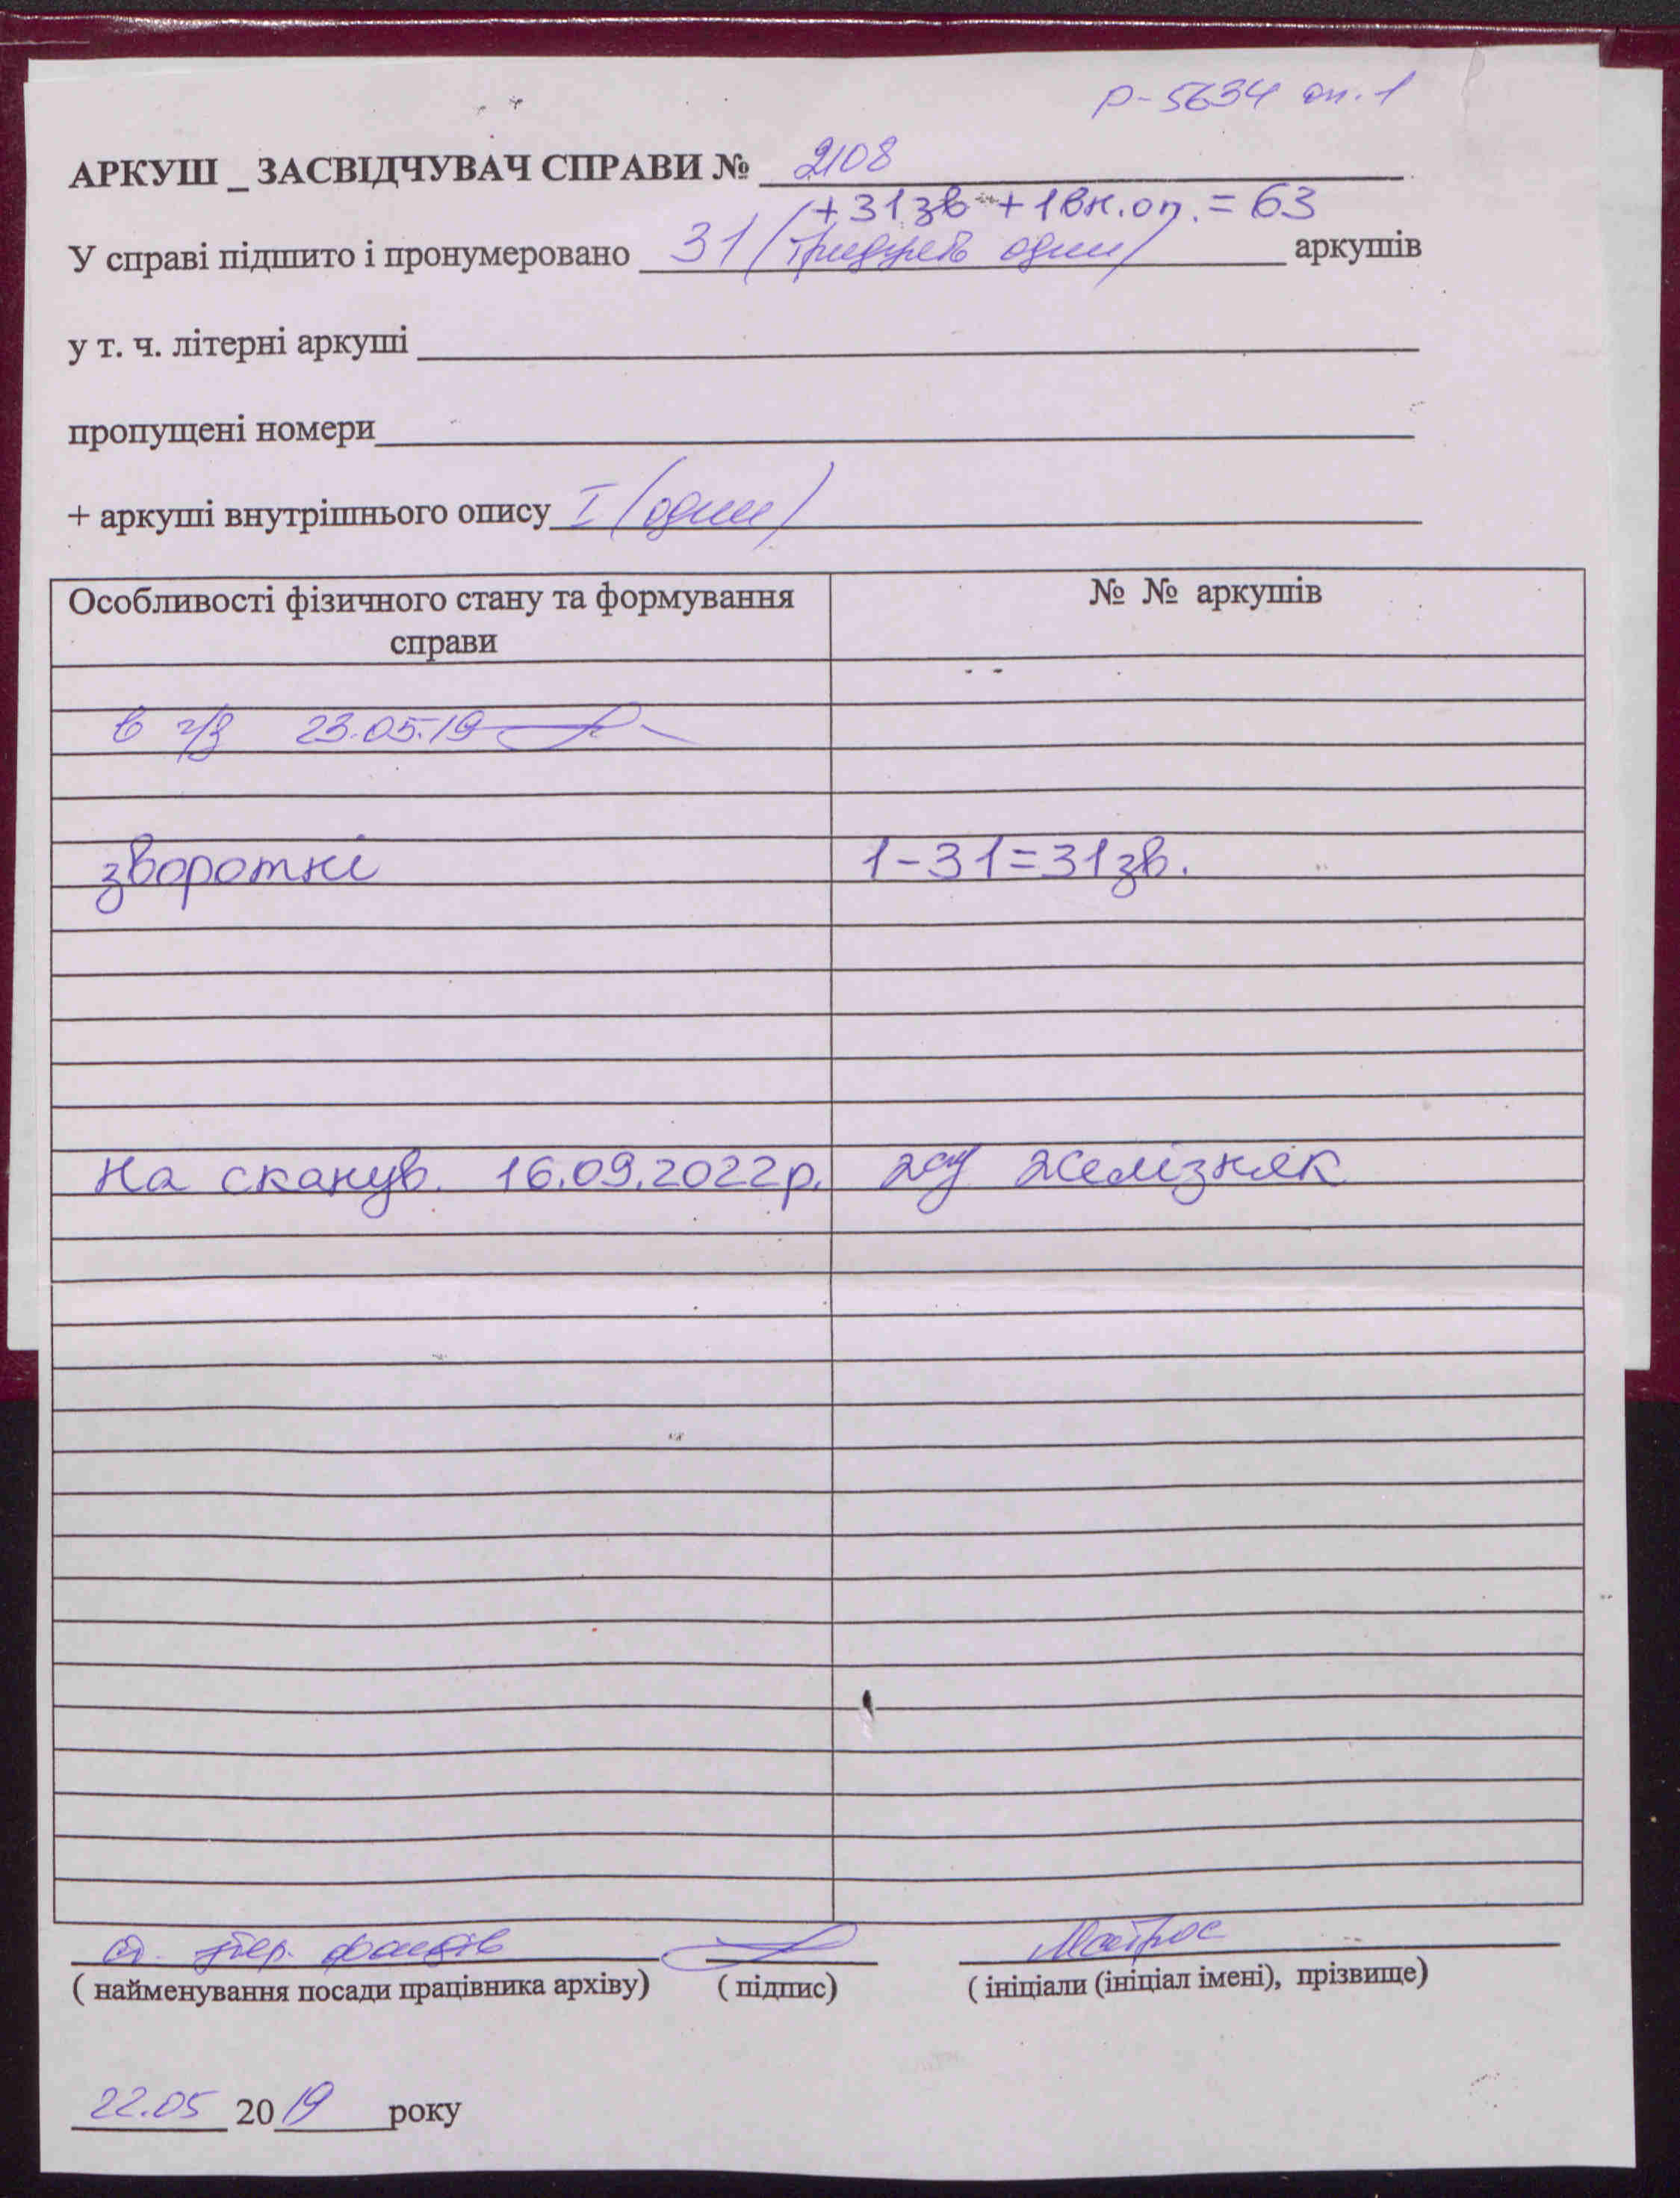 Р-5634 оп.1
АРКУШ _ ЗАСВІДЧУВАЧ СПРАВИ № 2108
+31зв + 1вн.оп. = 63
У справі підшито і пронумеровано 31 (тридцять один) аркушів
у т. ч. літерні аркуші
пропущені номери
+ аркуші внутрішнього опису I (один)
Особливості фізичного стану та формування справи № № аркушів
в г/з 23.05.19
зворотні 1-31=31зв.
на сканув. 16.09.2022р. Желізняк
ст. збер. фондів Матрос
( найменування посади працівника архіву) ( підпис) ( ініціали (ініціал імені), прізвище)
22.05 2019 року